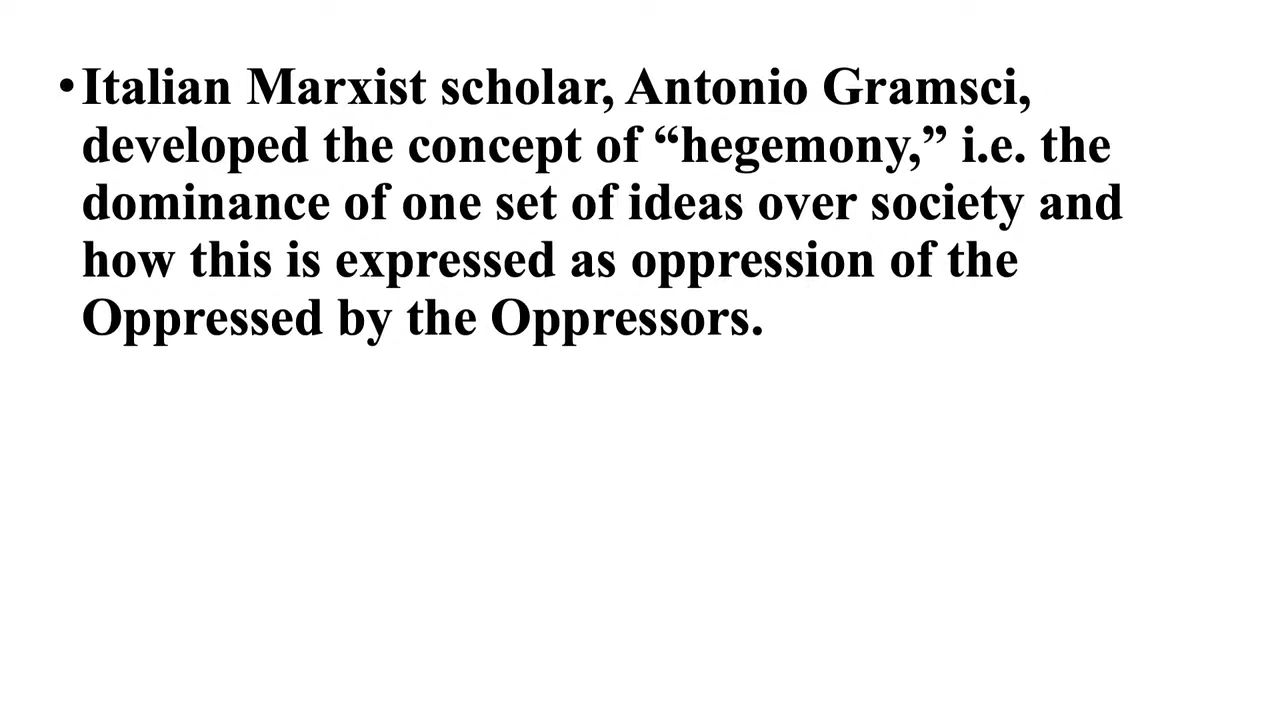 •Italian Marxist scholar, Antonio Gramsci,
developed the concept of “hegemony,” i.e. the
dominance of one set of ideas over society and
how this is expressed as oppression of the
Oppressed by the Oppressors.